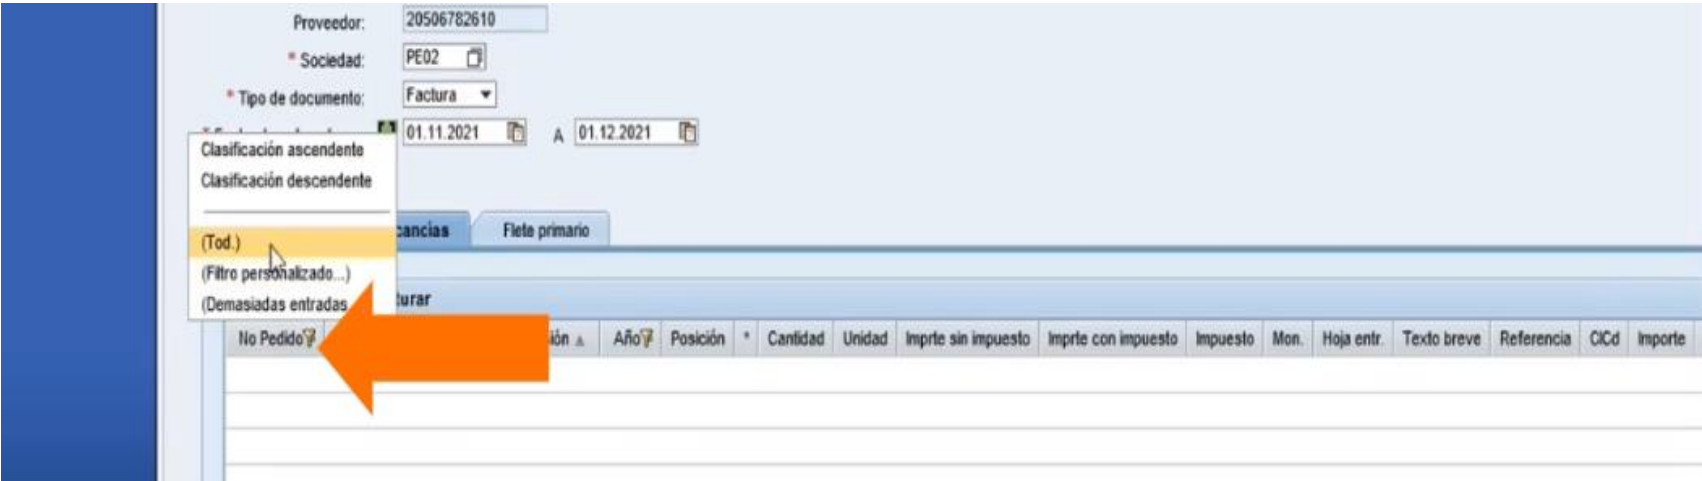 Proveedor: 20506782610
* Sociedad: PE02
* Tipo de documento: Factura
01.11.2021 A 01.12.2021
Clasificación ascendente
Clasificación descendente
(Tod.)
(Filtro personalizado...)
(Demasiadas entradas
cancias Flete primario
turar
No Pedido ión Año Posición * Cantidad Unidad Imprte sin impuesto Imprte con impuesto Impuesto Mon. Hoja entr. Texto breve Referencia ClCd Importe